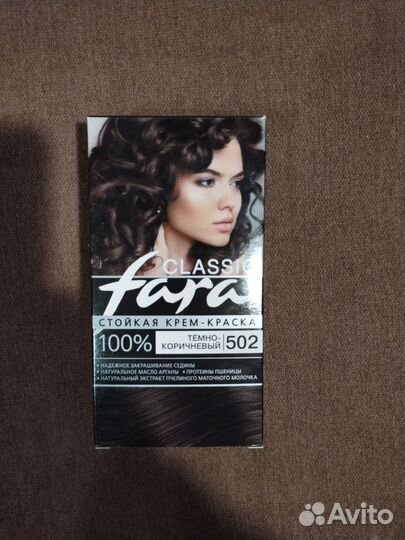 CLASSIC
fara
СТОЙКАЯ КРЕМ-КРАСКА
100% ТЁМНО-КОРИЧНЕВЫЙ 502
• НАДЕЖНОЕ ЗАКРАШИВАНИЕ СЕДИНЫ
• НАТУРАЛЬНОЕ МАСЛО АРГАНЫ • ПРОТЕИНЫ ПШЕНИЦЫ
• НАТУРАЛЬНЫЙ ЭКСТРАКТ ПЧЕЛИНОГО МАТОЧНОГО МОЛОЧКА
Avito